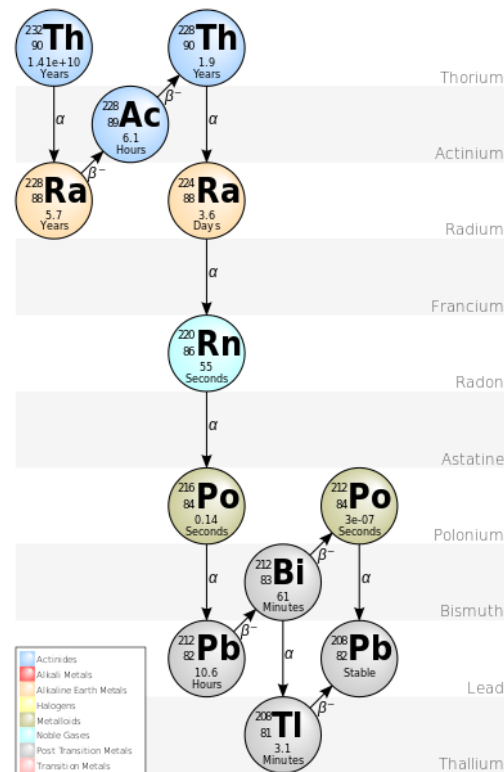 232
90
Th
1.41e+10
Years
228
90
Th
1.9
Years
Thorium
β⁻
α
228
89
Ac
6.1
Hours
α
Actinium
β⁻
228
88
Ra
5.7
Years
224
88
Ra
3.6
Days
Radium
α
Francium
220
86
Rn
55
Seconds
Radon
α
Astatine
216
84
Po
0.14
Seconds
212
84
Po
3e-07
Seconds
Polonium
β⁻
α
212
83
Bi
61
Minutes
α
Bismuth
β⁻
212
82
Pb
10.6
Hours
α
208
82
Pb
Stable
Lead
β⁻
208
81
Tl
3.1
Minutes
Thallium
Actinides
Alkali Metals
Alkaline Earth Metals
Halogens
Metalloids
Noble Gases
Post Transition Metals
Transition Metals